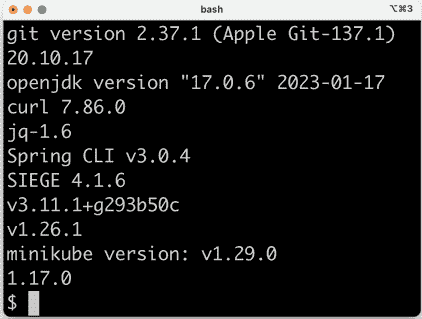 bash
⌥⌘3
git version 2.37.1 (Apple Git-137.1)
20.10.17
openjdk version "17.0.6" 2023-01-17
curl 7.86.0
jq-1.6
Spring CLI v3.0.4
SIEGE 4.1.6
v3.11.1+g293b50c
v1.26.1
minikube version: v1.29.0
1.17.0
$